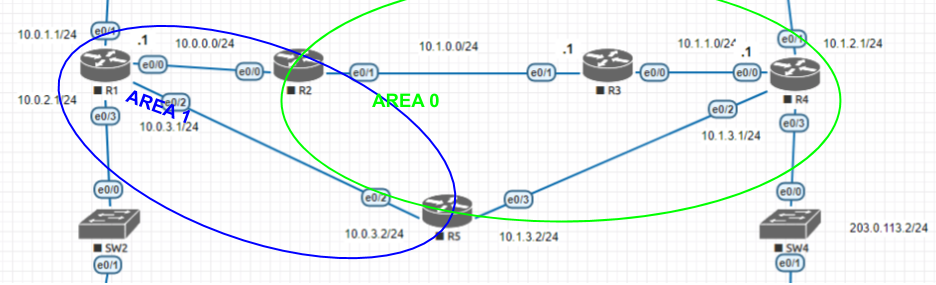 e0/1
10.0.1.1/24
.1
10.0.0.0/24
e0/0
e0/0
R1
R2
e0/1
10.1.0.0/24
.1
e0/1
e0/0
R3
10.1.1.0/24
.1
e0/0
e0/1
10.1.2.1/24
R4
10.0.2.1/24
AREA 1
e0/2
AREA 0
e0/3
10.0.3.1/24
e0/2
10.1.3.1/24
e0/3
e0/0
e0/2
e0/3
e0/0
10.0.3.2/24
R5
10.1.3.2/24
203.0.113.2/24
SW2
SW4
e0/1
e0/1